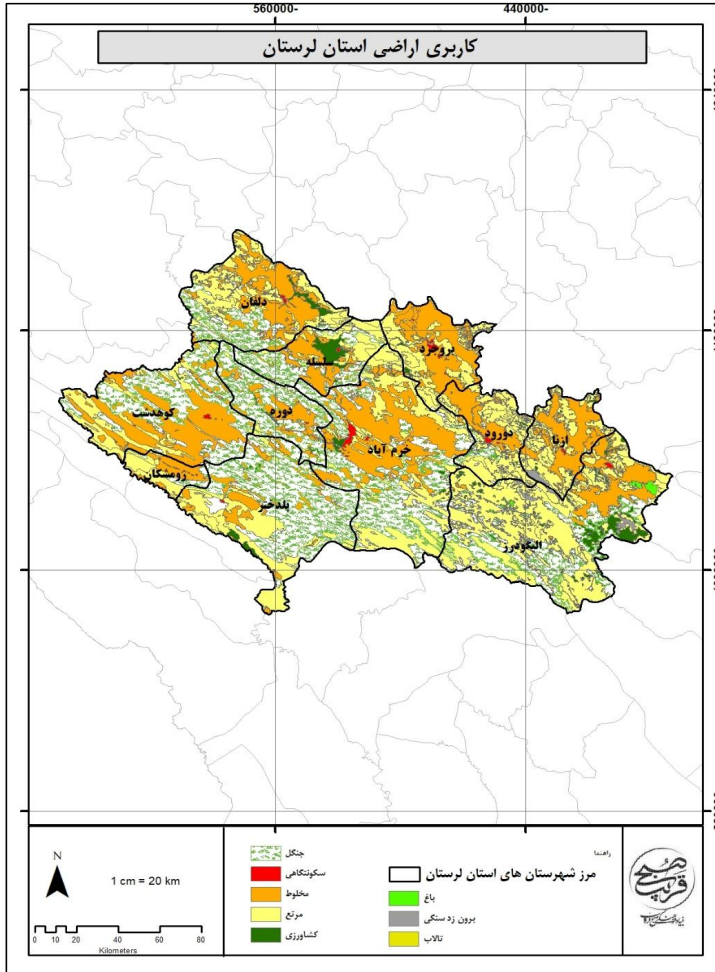 560000-
440000-
کاربری اراضی استان لرستان
دلفان
بروجرد
سلسله
کوهدشت
دوره
خرم آباد
دورود
ازنا
رومشکان
پلدختر
الیگودرز
N
1 cm = 20 km
0 5 10 20 40 60 80
Kilometers
جنگل
سکونتگاهی
مخلوط
مرتع
کشاورزی
راهنما
مرز شهرستان های استان لرستان
باغ
برون زد سنگی
تالاب